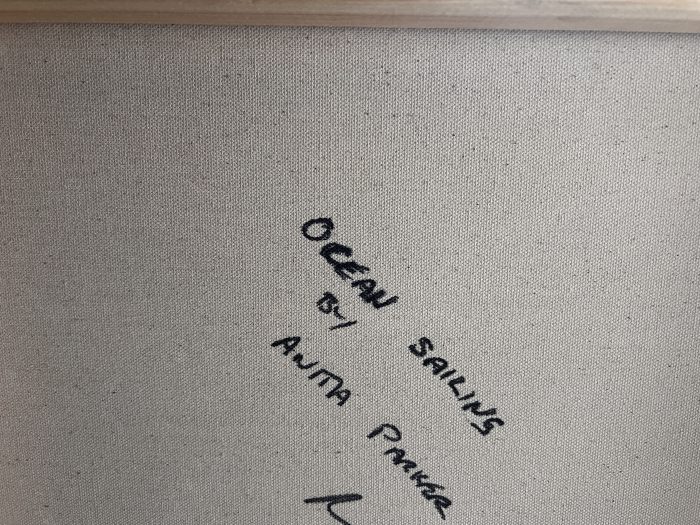 OCEAN SAILING
BY
ANITA PARKER